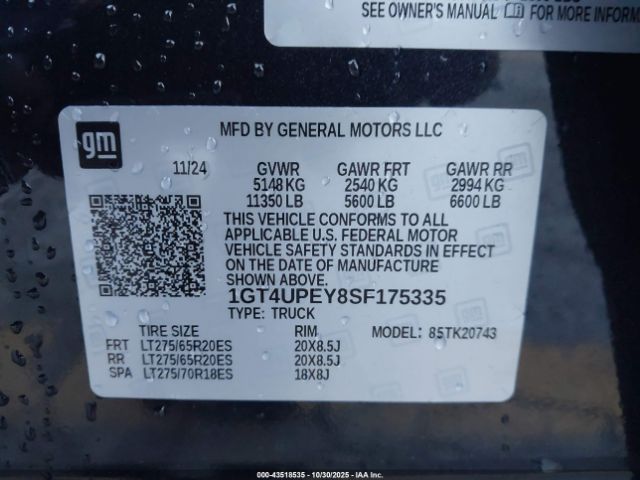 SEE OWNER'S MANUAL FOR MORE INFORM
gm
MFD BY GENERAL MOTORS LLC
11/24 GVWR GAWR FRT GAWR RR
5148 KG 2540 KG 2994 KG
11350 LB 5600 LB 6600 LB
THIS VEHICLE CONFORMS TO ALL
APPLICABLE U.S. FEDERAL MOTOR
VEHICLE SAFETY STANDARDS IN EFFECT
ON THE DATE OF MANUFACTURE
SHOWN ABOVE.
1GT4UPEY8SF175335
TYPE: TRUCK
TIRE SIZE RIM MODEL: 85TK20743
FRT LT275/65R20ES 20X8.5J
RR LT275/65R20ES 20X8.5J
SPA LT275/70R18ES 18X8J
000-43518535 - 10/30/2025 - IAA Inc.